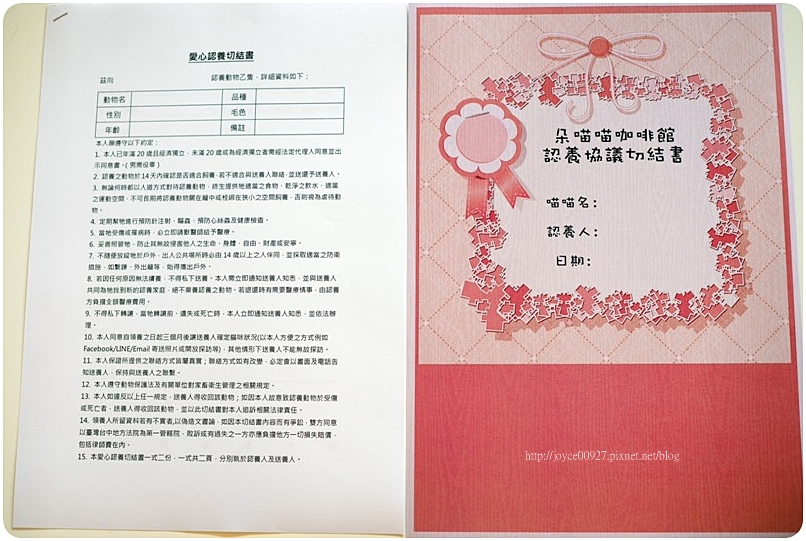 愛心認養切結書
茲向 認養動物乙隻，詳細資料如下：
動物名 品種
性別 毛色
年齡 備註
本人願遵守以下約定：
1. 本人已年滿 20 歲且經濟獨立，未滿 20 歲或為經濟獨立者需經法定代理人同意並出
示同意書。( 男需役畢 )
2. 認養之動物於 14 天內確認是否適合飼養，若不適合與送養人聯絡，並送還予送養人。
3. 無論何時都以人道方式對待認養動物，終生提供牠適當之食物、乾淨之飲水、適當
之運動空間，不可長期將認養動物關在籠中或栓綁在狹小之空間飼養，否則視為虐待動
物。
4. 定期幫牠進行預防針注射、驅蟲、預防心絲蟲及健康檢查。
5. 當牠受傷或罹病時，必立即請獸醫師給予醫療。
6. 妥善照管牠，防止其無故侵害他人之生命、身體、自由、財產或安寧。
7. 不隨便放縱牠於戶外，出入公共場所時必由 14 歲以上之人伴同，並採取適當之防衛
措施，如繫鍊、外出籠等，始得攜出戶外。
8. 若因任何原因無法續養，不得私下送養。本人需立即通知送養人知悉，並與送養人
共同為牠找到新的認養家庭，絕不棄養認養之動物。若退還時有需要醫療情事，由認養
方負擔全額醫療費用。
9. 不得私下轉讓，當牠轉讓前、遺失或死亡時，本人立即通知送養人知悉，並依法辦
理。
10. 本人同意自領養之日起三個月後讓送養人確定貓咪狀況(以本人方便之方式例如
Facebook/LINE/Email 寄送照片或開放探訪等)，其他情形下送養人不能無故探訪。
11. 本人保證所提供之聯絡方式皆屬真實；聯絡方式如有改變，必定會以書面及電話告
知送養人，保持與送養人之聯繫。
12. 本人遵守動物保護法及有關單位對家畜衛生管理之相關規定。
13. 本人如違反以上任一規定，送養人得收回該動物；如因本人故意致認養動物於受傷
或死亡者，送養人得收回該動物，並以此切結書對本人追訴相關法律責任。
14. 領養人所留資料若有不實者,以偽造文書論，如因本切結書內容而有爭訟，雙方同意
以臺灣台中地方法院為第一管轄院，敗訴或有過失之一方亦應負擔他方一切損失賠償，
包括律師費在內。
15. 本愛心認養切結書一式二份，一式共二頁，分別執於認養人及送養人。
朵喵喵咖啡館
認養協議切結書
喵喵名：
認養人：
日期：
http://joyce00927.pixnet.net/blog